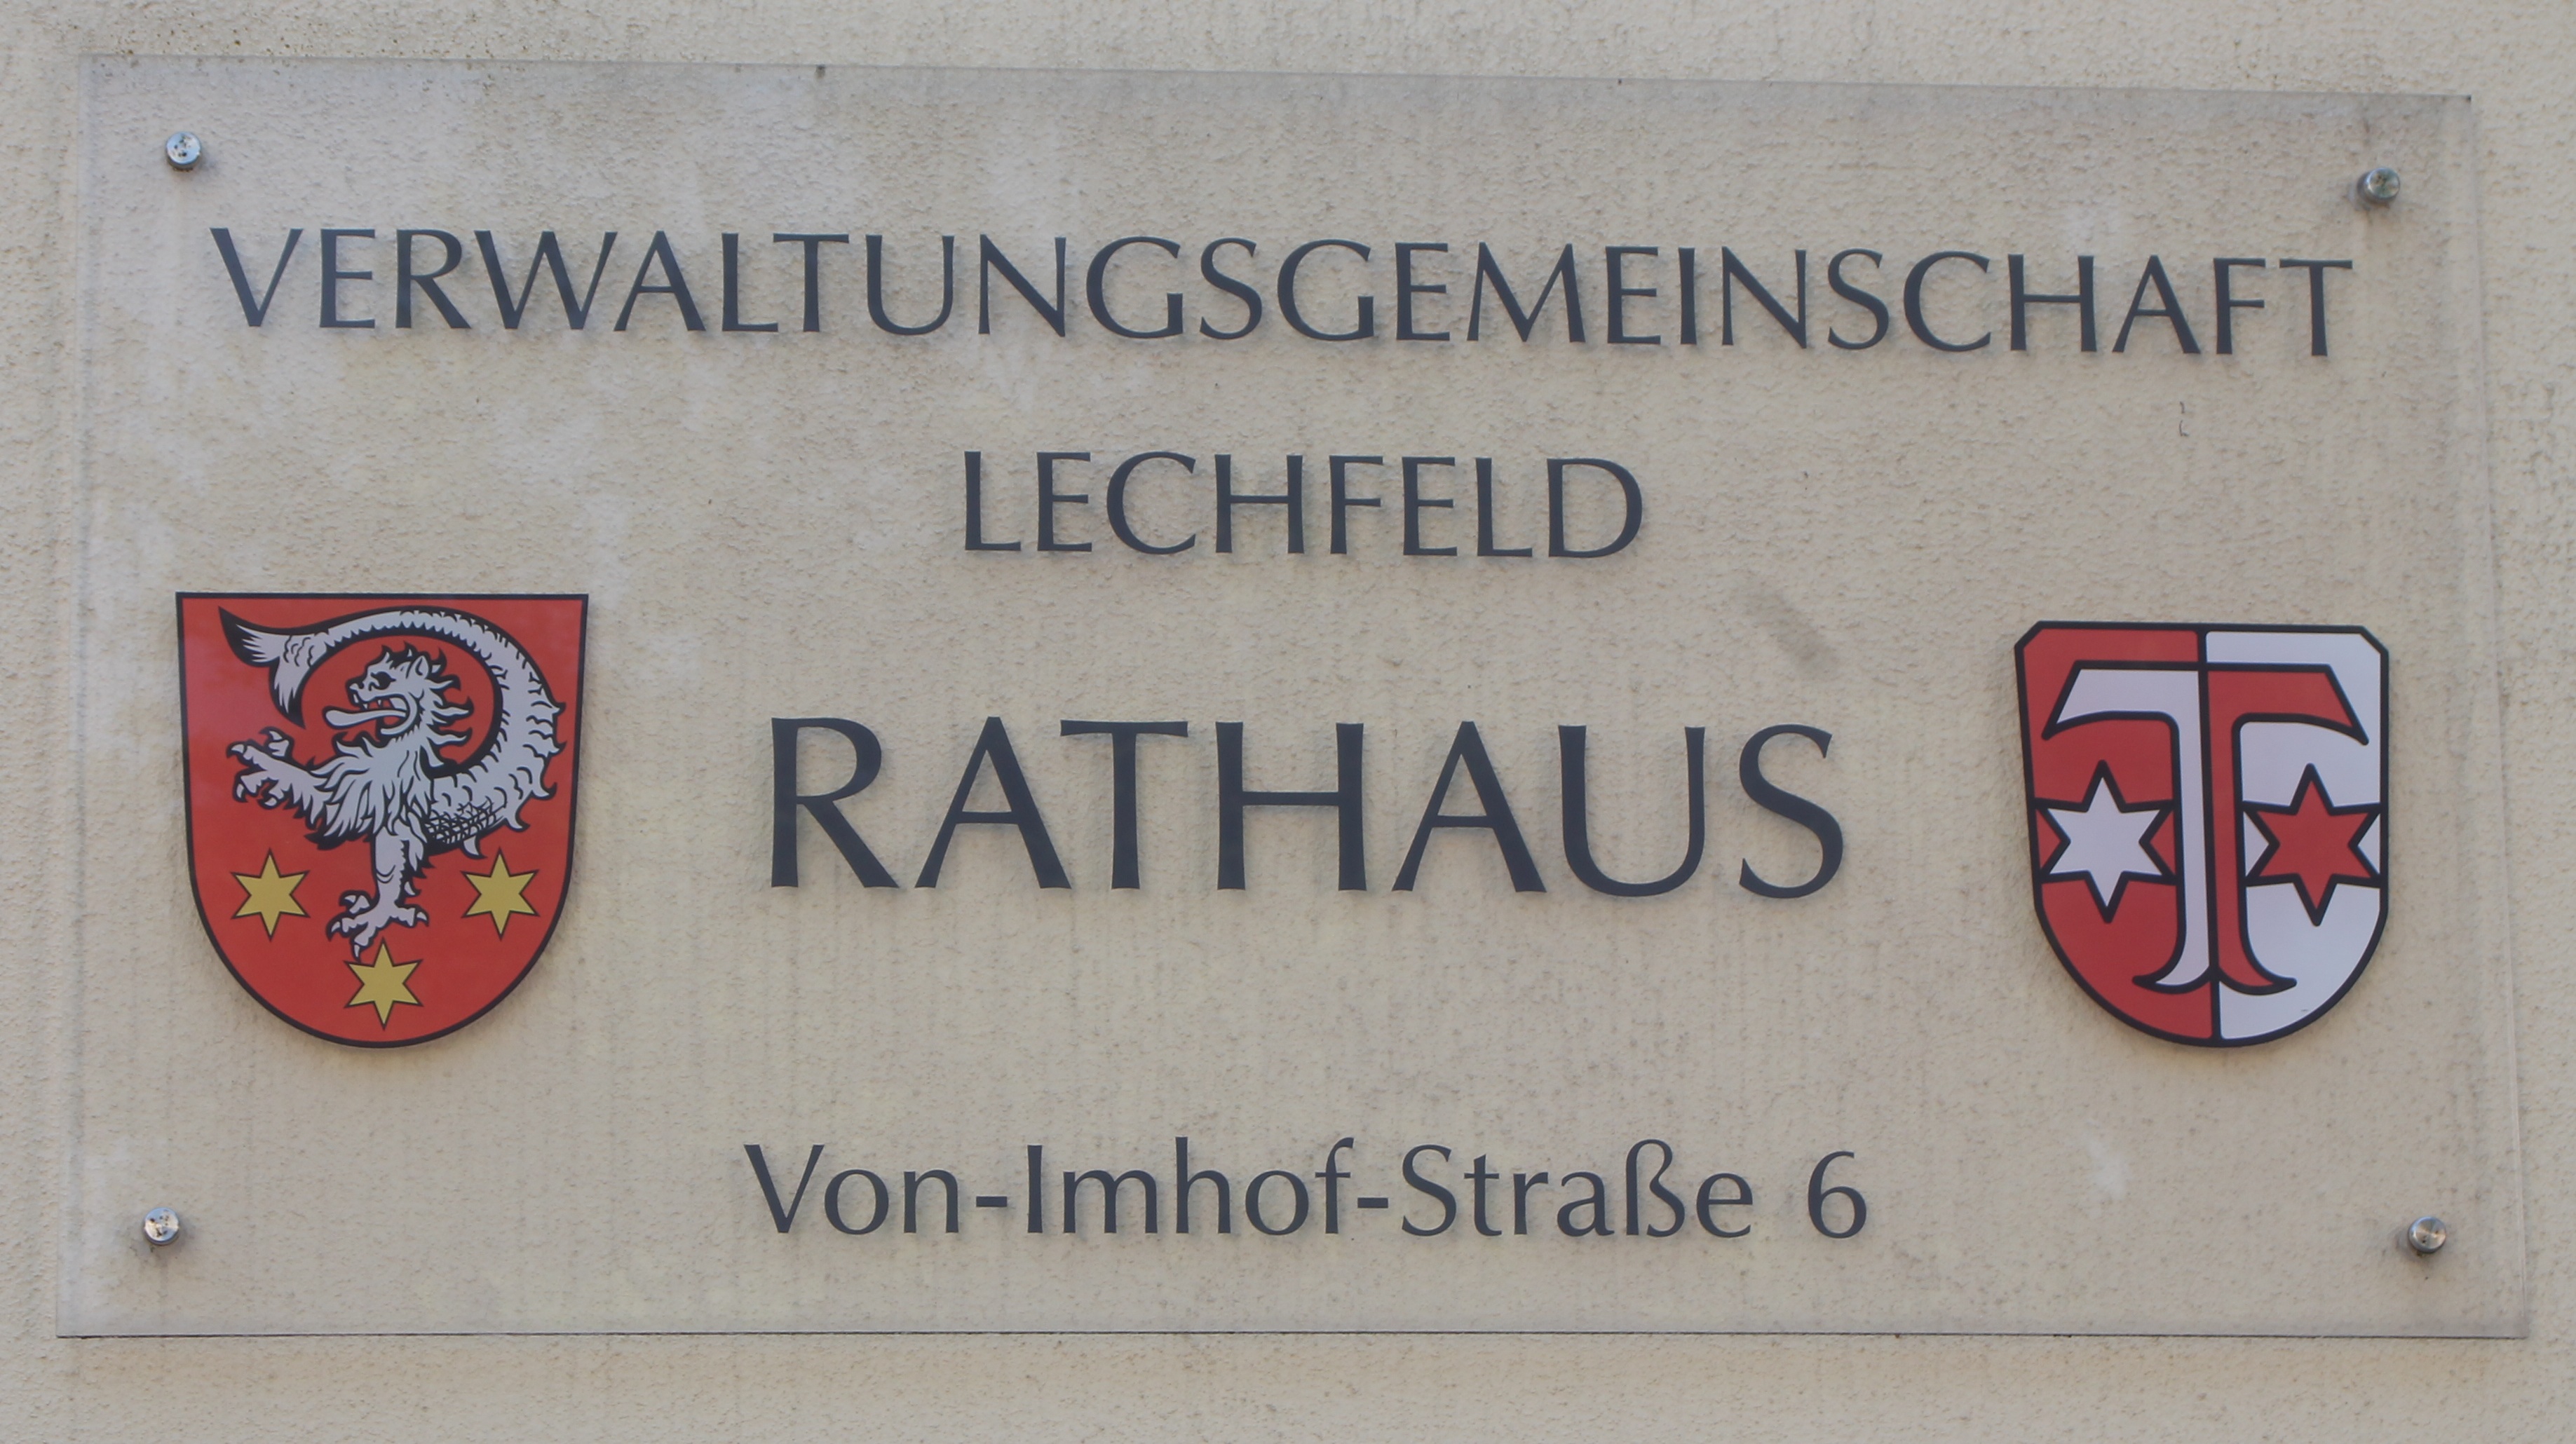 VERWALTUNGSGEMEINSCHAFT
LECHFELD
RATHAUS
Von-Imhof-Straße 6